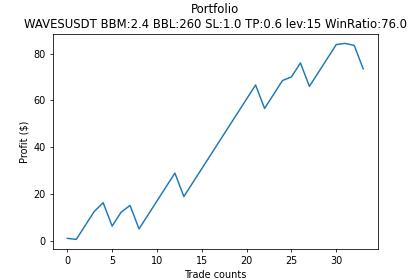 Portfolio
WAVESUSDT BBM:2.4 BBL:260 SL:1.0 TP:0.6 lev:15 WinRatio:76.0
80
60
40
20
0
Profit ($)
0 5 10 15 20 25 30
Trade counts